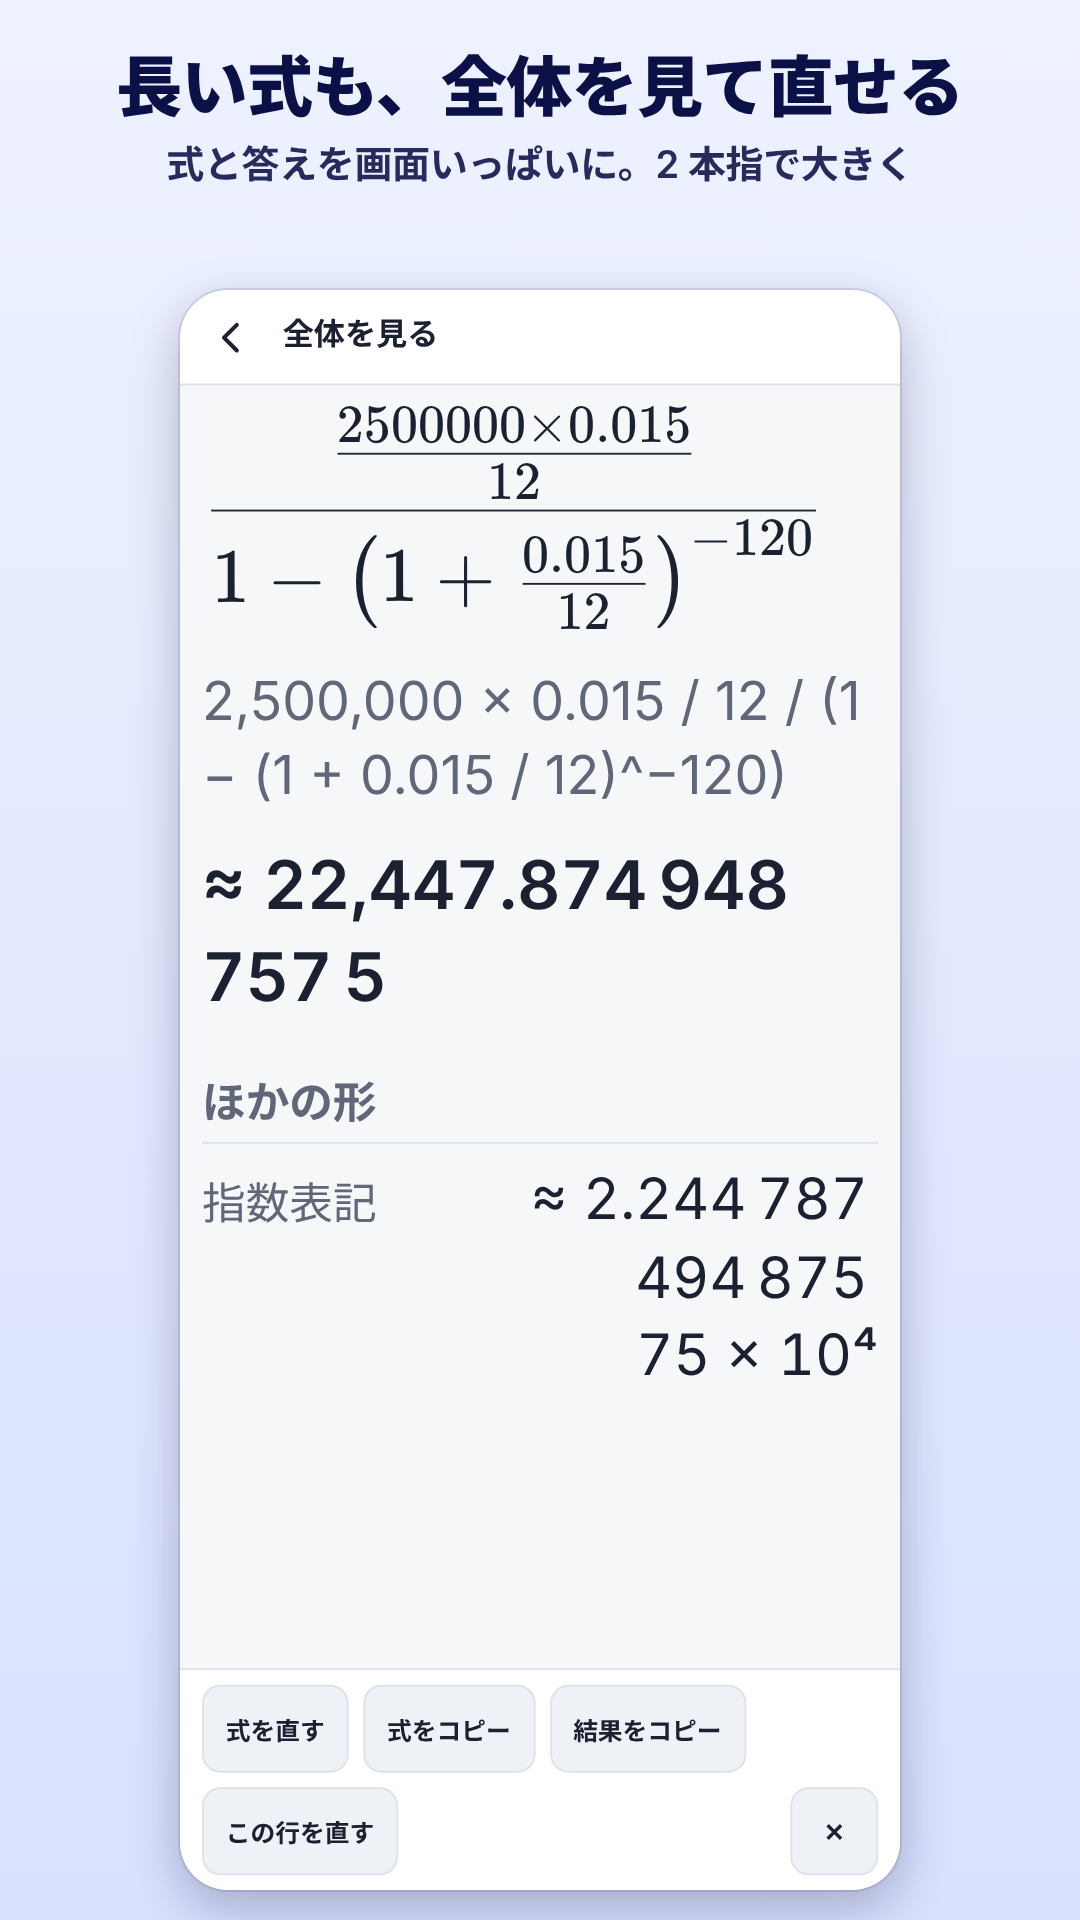 長い式も、全体を見て直せる
式と答えを画面いっぱいに。2 本指で大きく
全体を見る
2500000×0.015
12
1 − (1 + 0.015/12)^−120
2,500,000 × 0.015 / 12 / (1
− (1 + 0.015 / 12)^−120)
≈ 22,447.874 948
757 5
ほかの形
指数表記 ≈ 2.244 787
494 875
75 × 10⁴
式を直す 式をコピー 結果をコピー
この行を直す ×